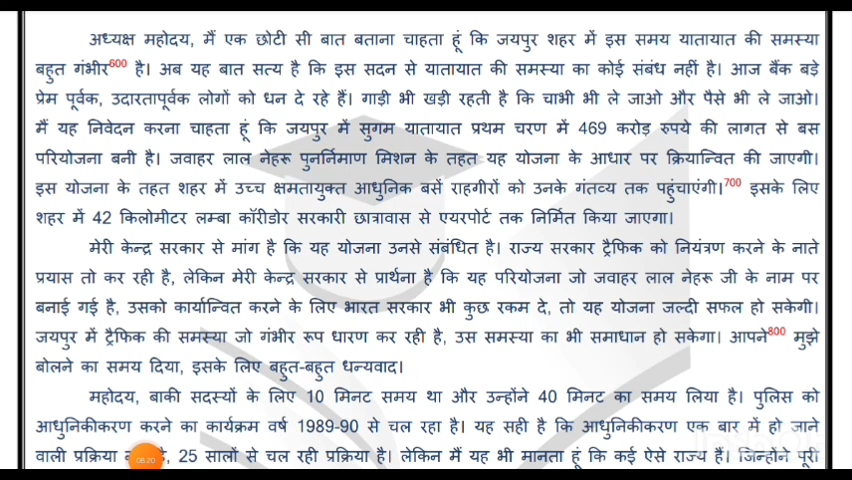 अध्यक्ष महोदय, मैं एक छोटी सी बात बताना चाहता हूं कि जयपुर शहर में इस समय यातायात की समस्या
बहुत गंभीर600 है। अब यह बात सत्य है कि इस सदन से यातायात की समस्या का कोई संबंध नहीं है। आज बैंक बड़े
प्रेम पूर्वक, उदारतापूर्वक लोगों को धन दे रहे हैं। गाड़ी भी खड़ी रहती है कि चाभी भी ले जाओ और पैसे भी ले जाओ।
मैं यह निवेदन करना चाहता हूं कि जयपुर में सुगम यातायात प्रथम चरण में 469 करोड़ रुपये की लागत से बस
परियोजना बनी है। जवाहर लाल नेहरू पुनर्निमाण मिशन के तहत यह योजना के आधार पर क्रियान्वित की जाएगी।
इस योजना के तहत शहर में उच्च क्षमतायुक्त आधुनिक बसें राहगीरों को उनके गंतव्य तक पहुंचाएंगी।700 इसके लिए
शहर में 42 किलोमीटर लम्बा कॉरीडोर सरकारी छात्रावास से एयरपोर्ट तक निर्मित किया जाएगा।
मेरी केन्द्र सरकार से मांग है कि यह योजना उनसे संबंधित है। राज्य सरकार ट्रैफिक को नियंत्रण करने के नाते
प्रयास तो कर रही है, लेकिन मेरी केन्द्र सरकार से प्रार्थना है कि यह परियोजना जो जवाहर लाल नेहरू जी के नाम पर
बनाई गई है, उसको कार्यान्वित करने के लिए भारत सरकार भी कुछ रकम दे, तो यह योजना जल्दी सफल हो सकेगी।
जयपुर में ट्रैफिक की समस्या जो गंभीर रूप धारण कर रही है, उस समस्या का भी समाधान हो सकेगा। आपने800 मुझे
बोलने का समय दिया, इसके लिए बहुत-बहुत धन्यवाद।
महोदय, बाकी सदस्यों के लिए 10 मिनट समय था और उन्होंने 40 मिनट का समय लिया है। पुलिस को
आधुनिकीकरण करने का कार्यक्रम वर्ष 1989-90 से चल रहा है। यह सही है कि आधुनिकीकरण एक बार में हो जाने
वाली प्रक्रिया है, 25 सालों से चल रही प्रक्रिया है। लेकिन मैं यह भी मानता हूं कि कई ऐसे राज्य हैं। जिन्होंने पूरी
08:20